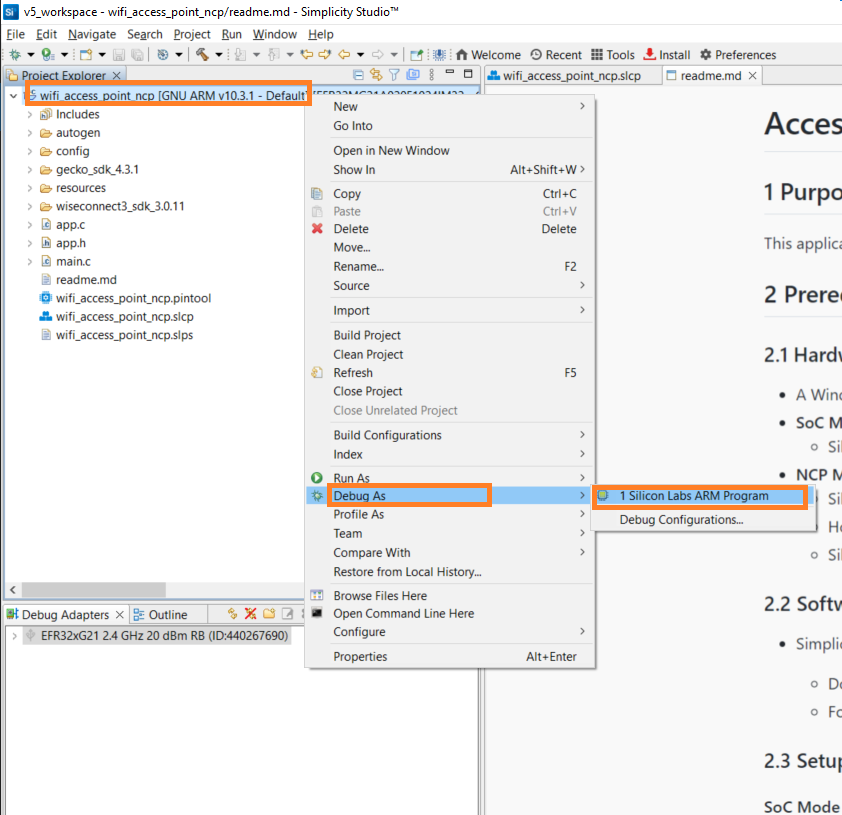 v5_workspace - wifi_access_point_ncp/readme.md - Simplicity Studio™
File Edit Navigate Search Project Run Window Help
Welcome Recent Tools Install Preferences
Project Explorer
wifi_access_point_ncp [GNU ARM v10.3.1 - Default]
Includes
autogen
config
gecko_sdk_4.3.1
resources
wiseconnect3_sdk_3.0.11
app.c
app.h
main.c
readme.md
wifi_access_point_ncp.pintool
wifi_access_point_ncp.slcp
wifi_access_point_ncp.slps
New
Go Into
Open in New Window
Show In Alt+Shift+W
Copy Ctrl+C
Paste Ctrl+V
Delete Delete
Move...
Rename... F2
Source
Import
Build Project
Clean Project
Refresh F5
Close Project
Close Unrelated Project
Build Configurations
Index
Run As
Debug As
Profile As
Team
Compare With
Restore from Local History...
Browse Files Here
Open Command Line Here
Configure
Properties Alt+Enter
1 Silicon Labs ARM Program
Debug Configurations...
Debug Adapters Outline
EFR32xG21 2.4 GHz 20 dBm RB (ID:440267690)
wifi_access_point_ncp.slcp readme.md
Acces
1 Purpo
This applica
2 Prere
2.1 Hardw
A Wind
SoC M
Sil
NCP M
Sil
Ho
Sil
2.2 Softw
Simplic
Do
Fo
2.3 Setup
SoC Mode